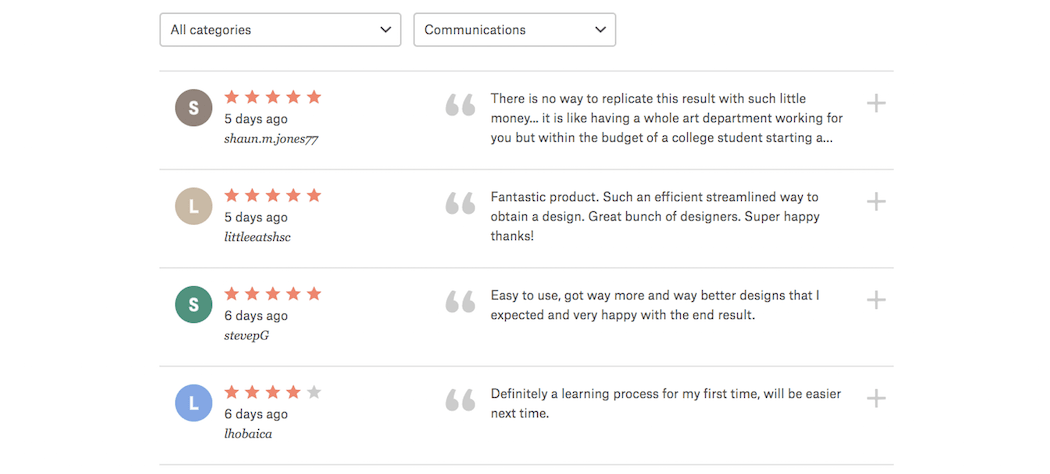 All categories
Communications
S
5 days ago
shaun.m.jones77
There is no way to replicate this result with such little
money... it is like having a whole art department working for
you but within the budget of a college student starting a...
L
5 days ago
littleeatshsc
Fantastic product. Such an efficient streamlined way to
obtain a design. Great bunch of designers. Super happy
thanks!
S
6 days ago
stevepG
Easy to use, got way more and way better designs that I
expected and very happy with the end result.
L
6 days ago
lhobaica
Definitely a learning process for my first time, will be easier
next time.